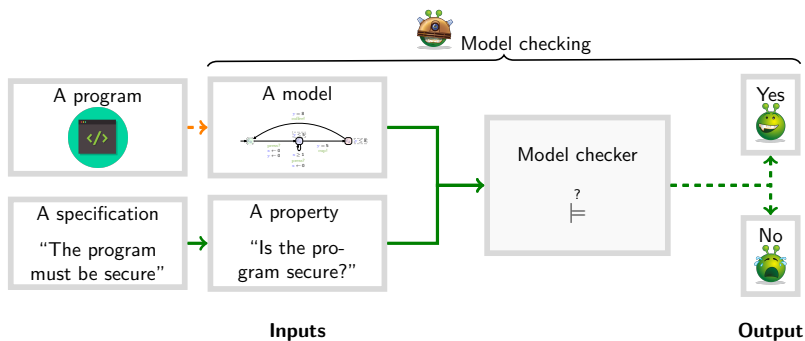 Model checking
A program
</>
A model
Yes
Model checker
?
⊨
A specification
“The program
must be secure”
A property
“Is the pro-
gram secure?”
No
Inputs
Output